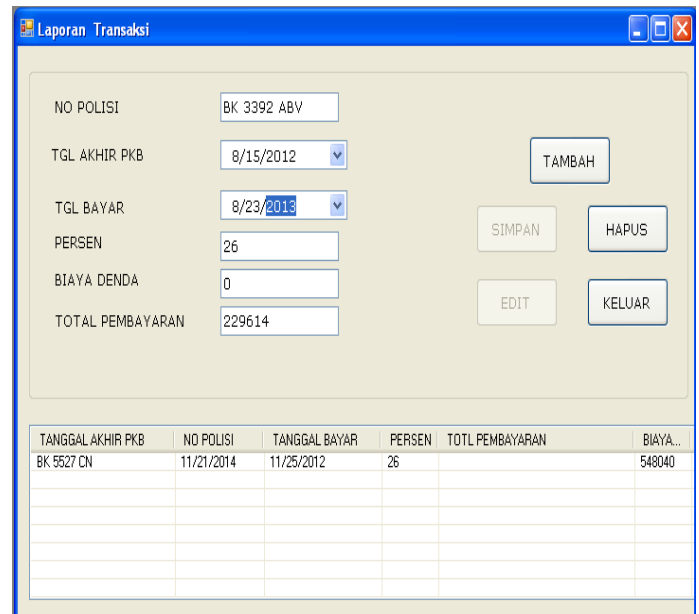 Laporan Transaksi
NO POLISI BK 3392 ABV
TGL AKHIR PKB 8/15/2012
TAMBAH
TGL BAYAR 8/23/2013
SIMPAN HAPUS
PERSEN 26
BIAYA DENDA 0
EDIT KELUAR
TOTAL PEMBAYARAN 229614
TANGGAL AKHIR PKB NO POLISI TANGGAL BAYAR PERSEN TOTL PEMBAYARAN BIAYA...
BK 5527 CN 11/21/2014 11/25/2012 26 548040